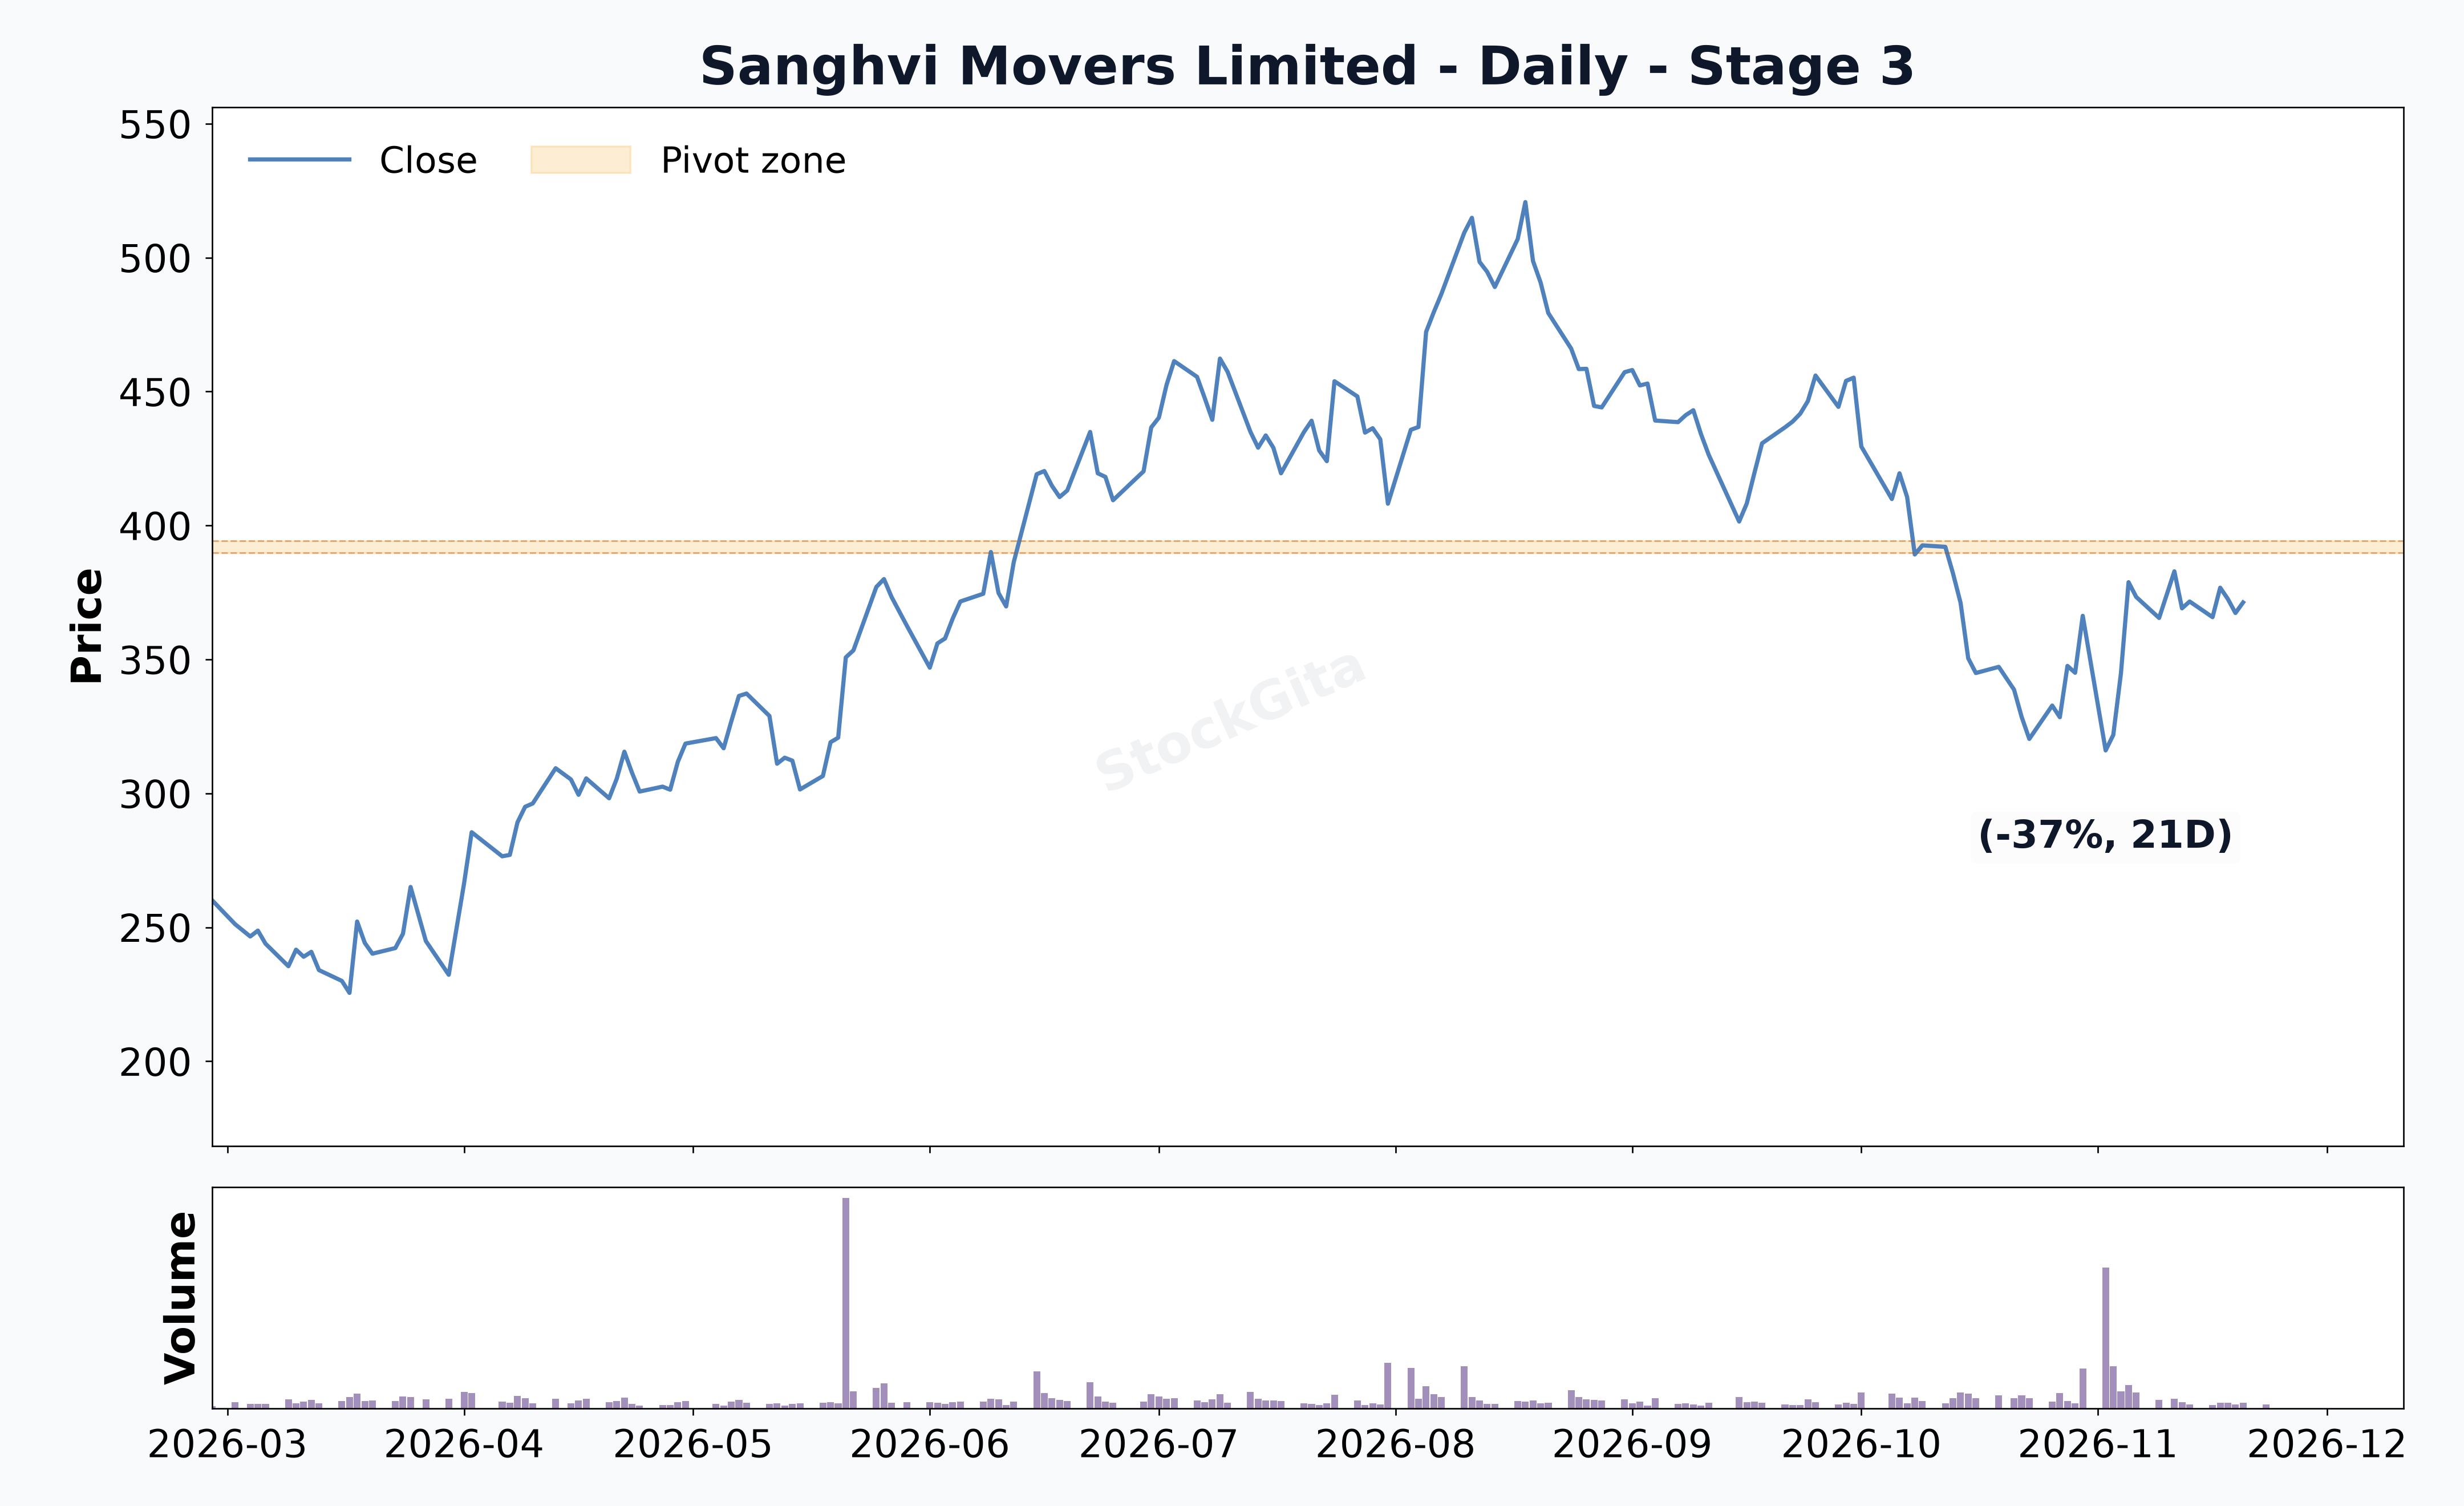 Sanghvi Movers Limited - Daily - Stage 3
Close
Pivot zone
550
500
450
400
350
300
250
200
Price
StockGita
(-37%, 21D)
Volume
2026-03
2026-04
2026-05
2026-06
2026-07
2026-08
2026-09
2026-10
2026-11
2026-12